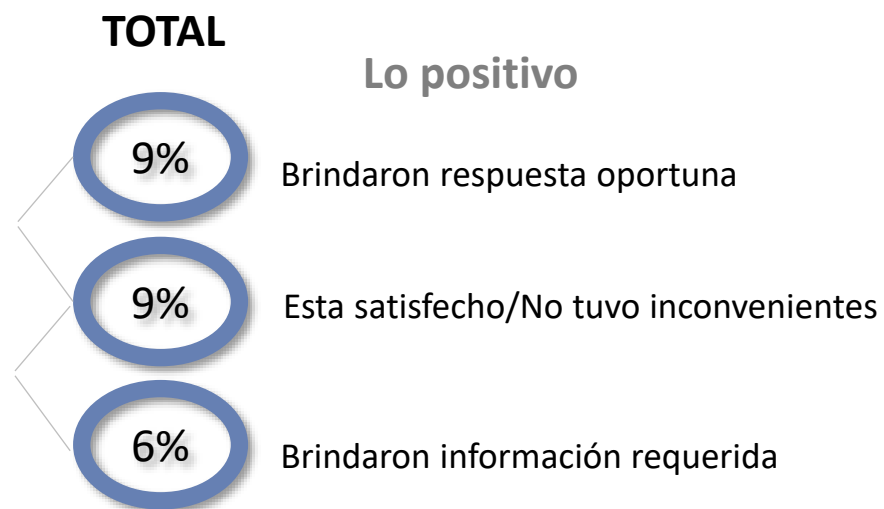 TOTAL
Lo positivo
9% Brindaron respuesta oportuna
9% Esta satisfecho/No tuvo inconvenientes
6% Brindaron información requerida